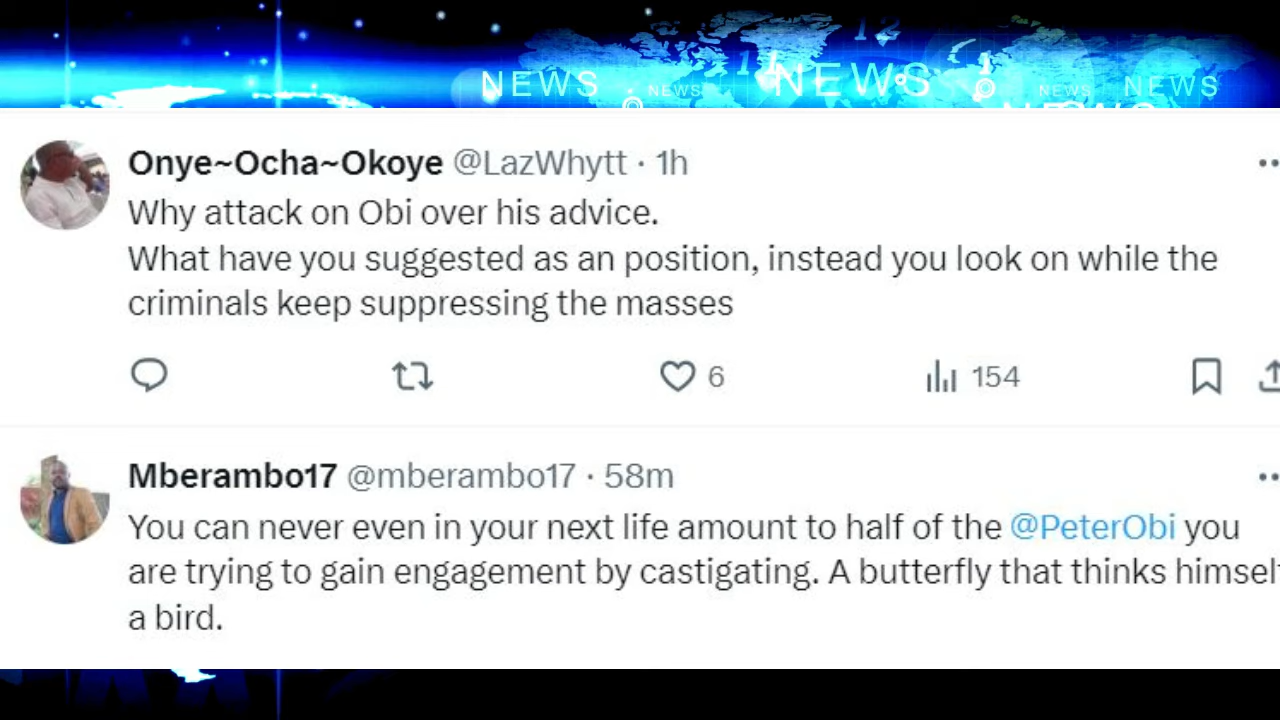 NEWS NEWS NEWS NEWS NEWS
NEWS
Onye~Ocha~Okoye @LazWhytt · 1h
Why attack on Obi over his advice.
What have you suggested as an position, instead you look on while the
criminals keep suppressing the masses
6 154
Mberambo17 @mberambo17 · 58m
You can never even in your next life amount to half of the @PeterObi you
are trying to gain engagement by castigating. A butterfly that thinks himself
a bird.